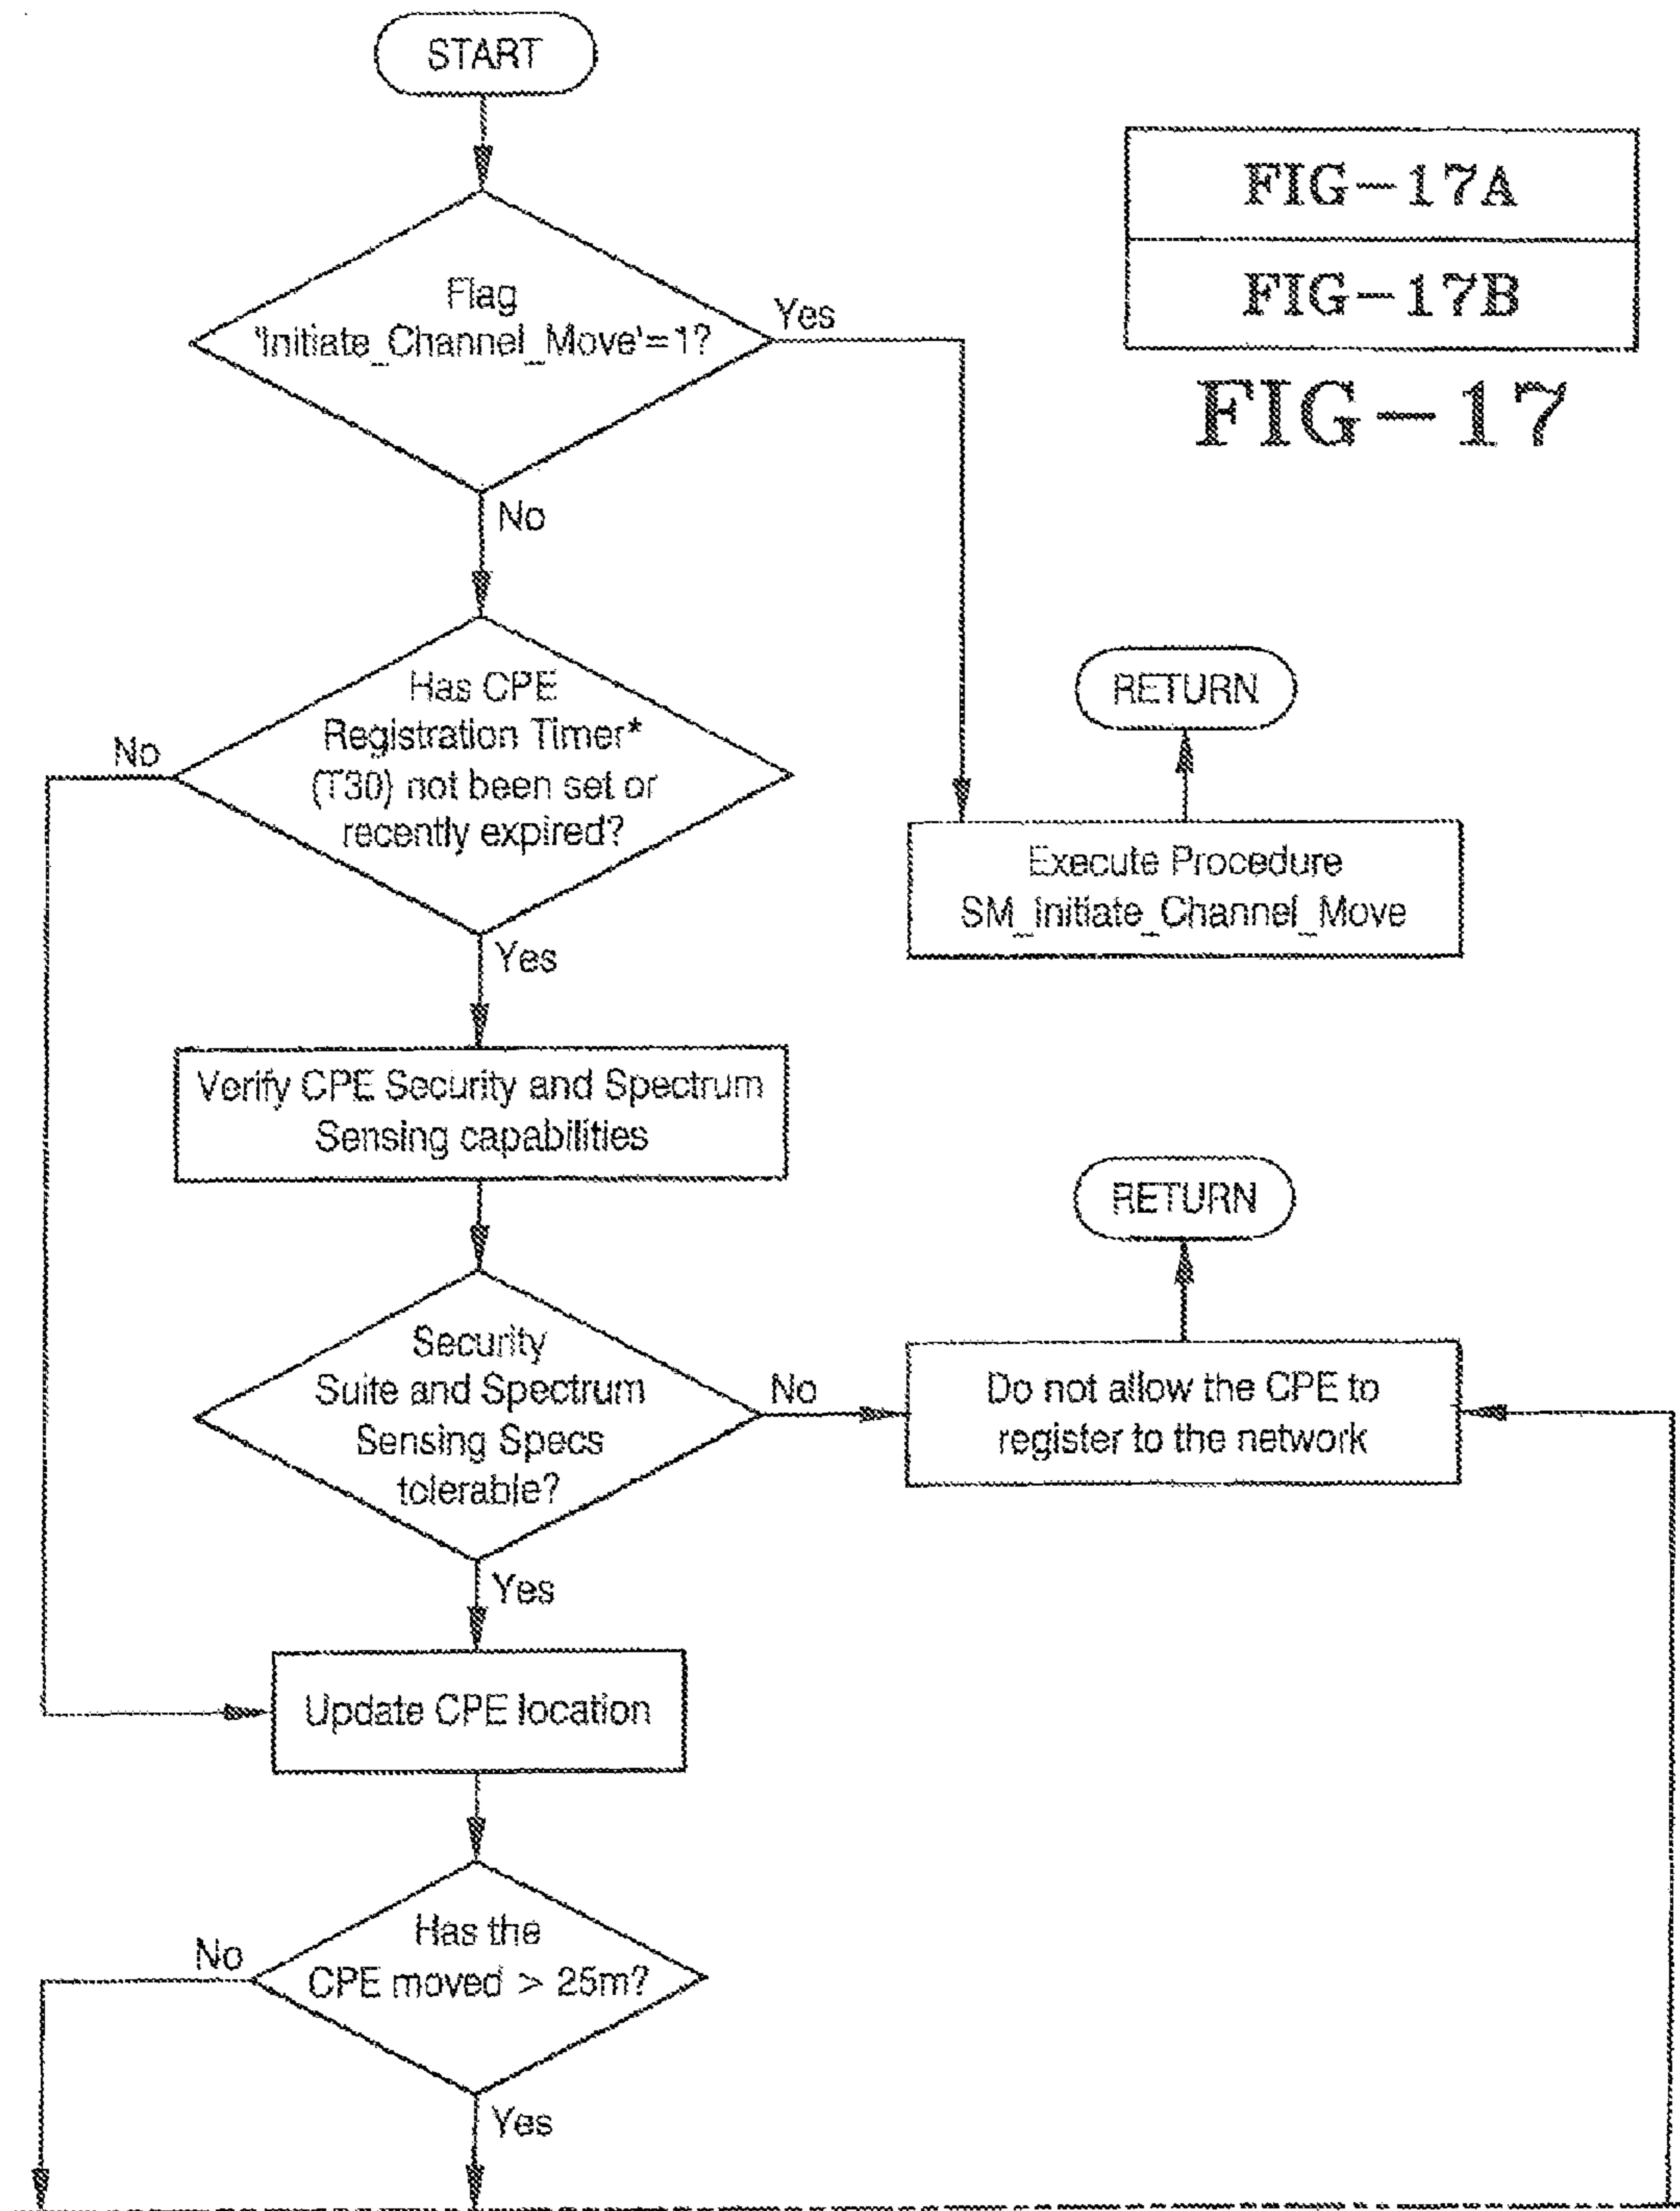 START
FIG-17A
FIG-17B
FIG-17
Flag
'Initiate_Channel_Move'=1?
Yes
No
Has CPE
Registration Timer*
(T30) not been set or
recently expired?
No
Yes
RETURN
Execute Procedure
SM_Initiate_Channel_Move
Verify CPE Security and Spectrum
Sensing capabilities
RETURN
Security
Suite and Spectrum
Sensing Specs
tolerable?
No
Do not allow the CPE to
register to the network
Yes
Update CPE location
Has the
CPE moved > 25m?
No
Yes